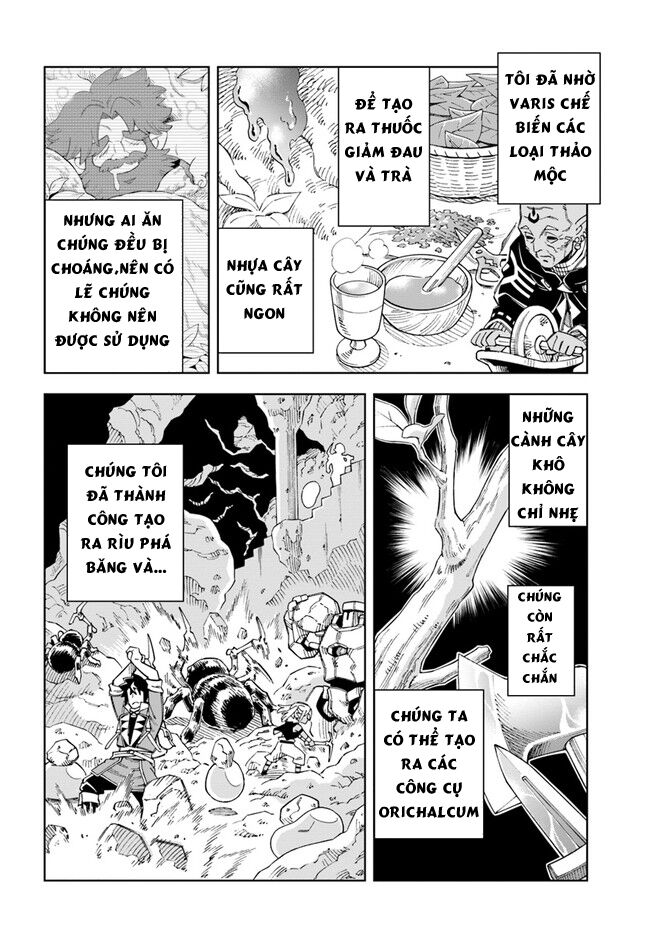 TÔI ĐÃ NHỜ
VARIS CHẾ
BIẾN CÁC
LOẠI THẢO
MỘC
ĐỂ TẠO
RA THUỐC
GIẢM ĐAU
VÀ TRÀ
NHỰA CÂY
CŨNG RẤT
NGON
NHƯNG AI ĂN
CHÚNG ĐỀU BỊ
CHOÁNG,NÊN CÓ
LẼ CHÚNG
KHÔNG NÊN
ĐƯỢC SỬ DỤNG
NHỮNG
CÀNH CÂY
KHÔ
KHÔNG
CHỈ NHẸ
CHÚNG
CÒN
RẤT
CHẮC
CHẮN
CHÚNG TA
CÓ THỂ TẠO
RA CÁC
CÔNG CỤ
ORICHALCUM
CHÚNG TÔI
ĐÃ THÀNH
CÔNG TẠO
RA RÌU PHÁ
BĂNG VÀ...